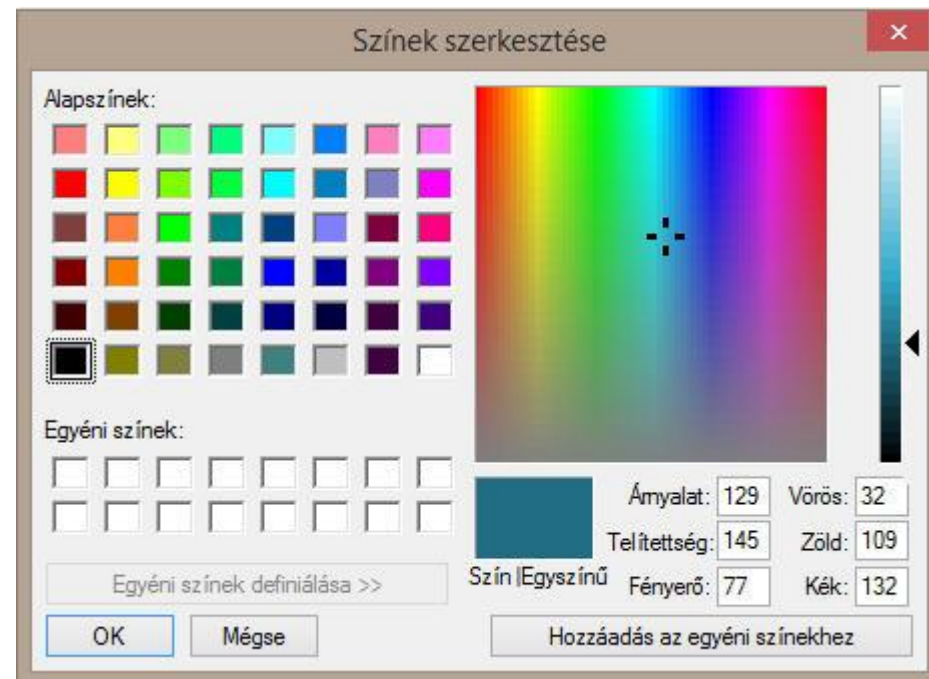 Színek szerkesztése
Alapszínek:
Egyéni színek:
Egyéni színek definiálása >>
OK
Mégse
Szín |Egyszínű
Árnyalat: 129
Telítettség: 145
Fényerő: 77
Vörös: 32
Zöld: 109
Kék: 132
Hozzáadás az egyéni színekhez